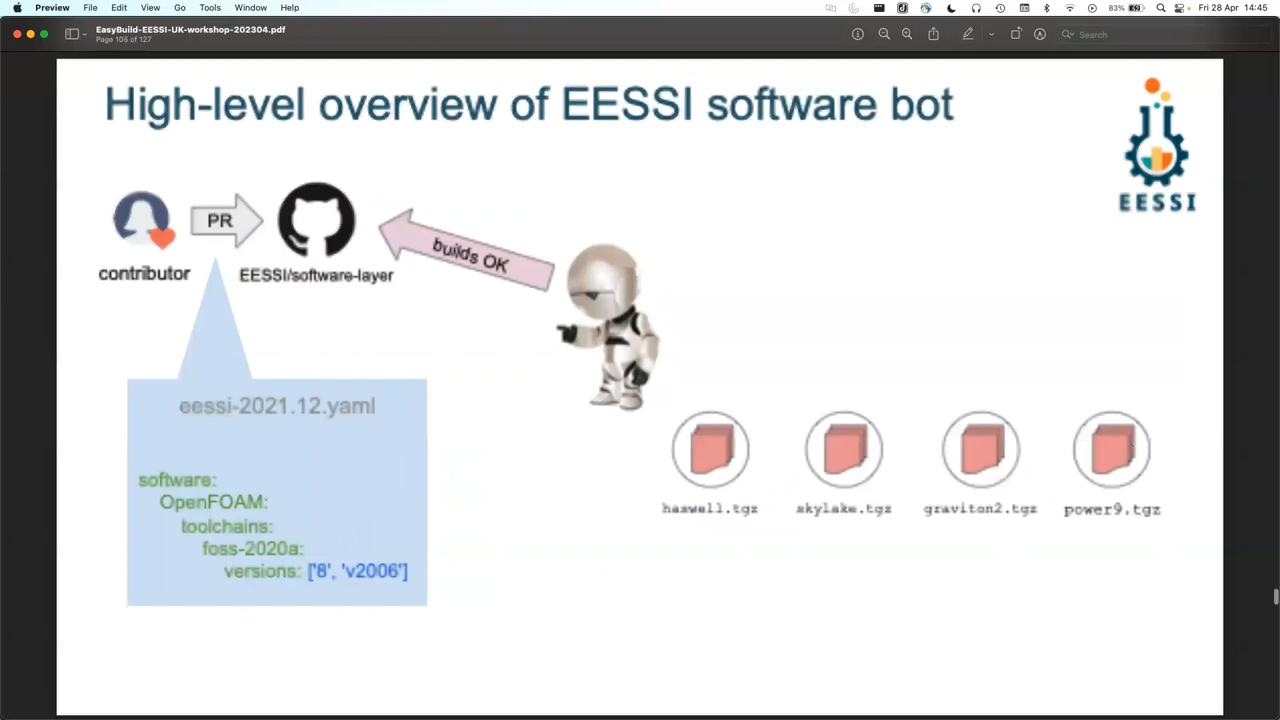 Preview File Edit View Go Tools Window Help 83% Fri 28 Apr 14:45
EasyBuild-EESSI-UK-workshop-202304.pdf
Page 106 of 127
Search
High-level overview of EESSI software bot
EESSI
PR
builds OK
contributor
EESSI/software-layer
eessi-2021.12.yaml
software:
OpenFOAM:
toolchains:
foss-2020a:
versions: ['8', 'v2006']
haswell.tgz
skylake.tgz
graviton2.tgz
power9.tgz